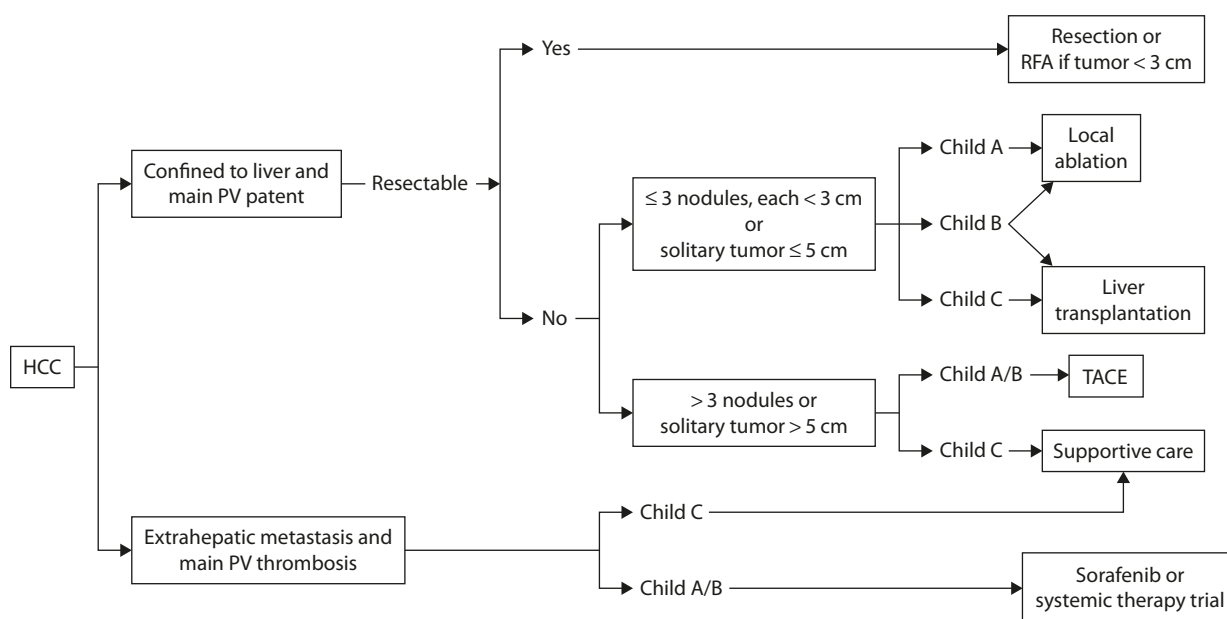 Yes
Resection or
RFA if tumor < 3 cm
Confined to liver and
main PV patent
Resectable
≤ 3 nodules, each < 3 cm
or
solitary tumor ≤ 5 cm
Child A
Local
ablation
Child B
Child C
Liver
transplantation
No
HCC
> 3 nodules or
solitary tumor > 5 cm
Child A/B
TACE
Child C
Supportive care
Extrahepatic metastasis and
main PV thrombosis
Child C
Child A/B
Sorafenib or
systemic therapy trial